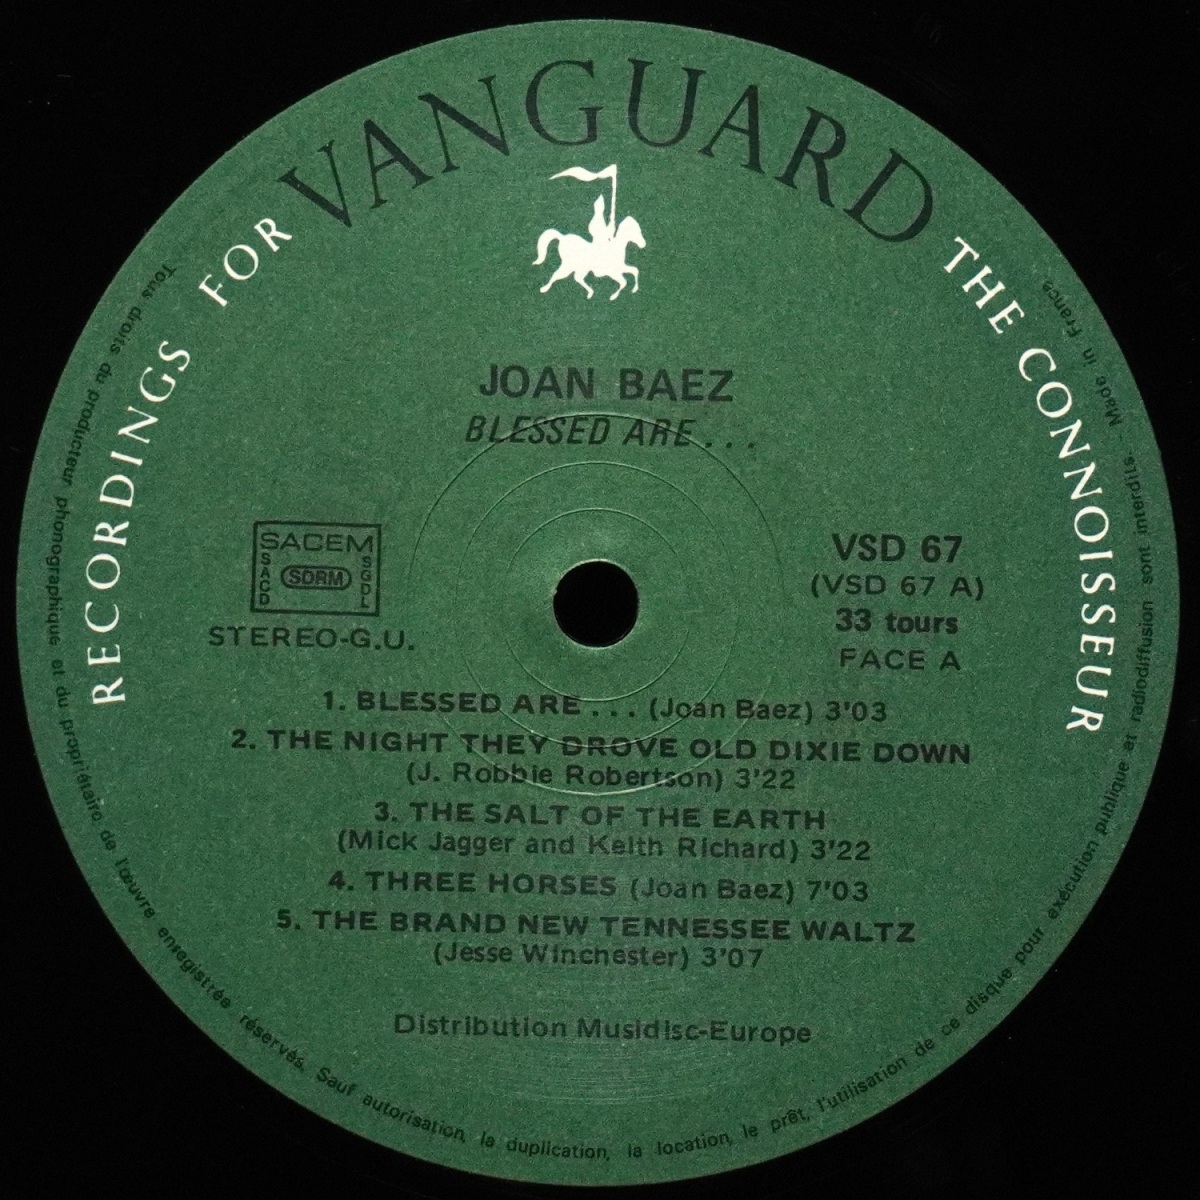 RECORDINGS FOR VANGUARD THE CONNOISSEUR
JOAN BAEZ
BLESSED ARE . . .
SACEM
SACD
SDRM
SGDL
STEREO-G.U.
VSD 67
(VSD 67 A)
33 tours
FACE A
1. BLESSED ARE . . . (Joan Baez) 3'03
2. THE NIGHT THEY DROVE OLD DIXIE DOWN
(J. Robbie Robertson) 3'22
3. THE SALT OF THE EARTH
(Mick Jagger and Keith Richard) 3'22
4. THREE HORSES (Joan Baez) 7'03
5. THE BRAND NEW TENNESSEE WALTZ
(Jesse Winchester) 3'07
Distribution Musidisc-Europe
Tous droits du producteur phonographique et du propriétaire de l'œuvre enregistrée réservés. Sauf autorisation, la duplication, la location, le prêt, l'utilisation de ce disque pour exécution publique et radiodiffusion sont interdits. Made in France